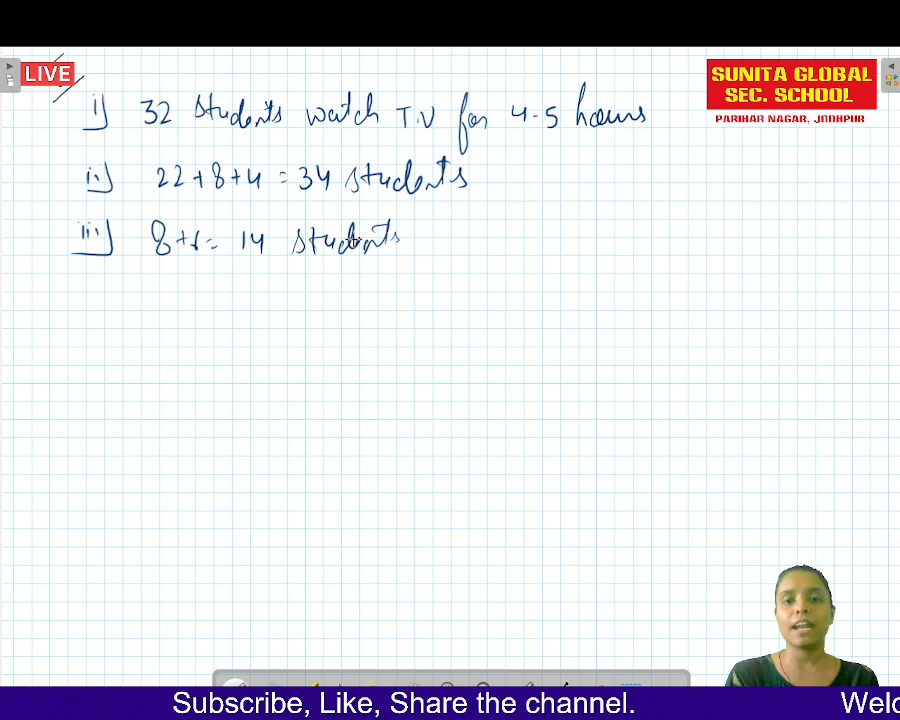 LIVE
SUNITA GLOBAL
SEC. SCHOOL
PARIHAR NAGAR, JODHPUR
i) 32 students watch T.V for 4-5 hours
ii) 22+8+4 = 34 students
iii) 8+6= 14 students
Subscribe, Like, Share the channel.
Welc